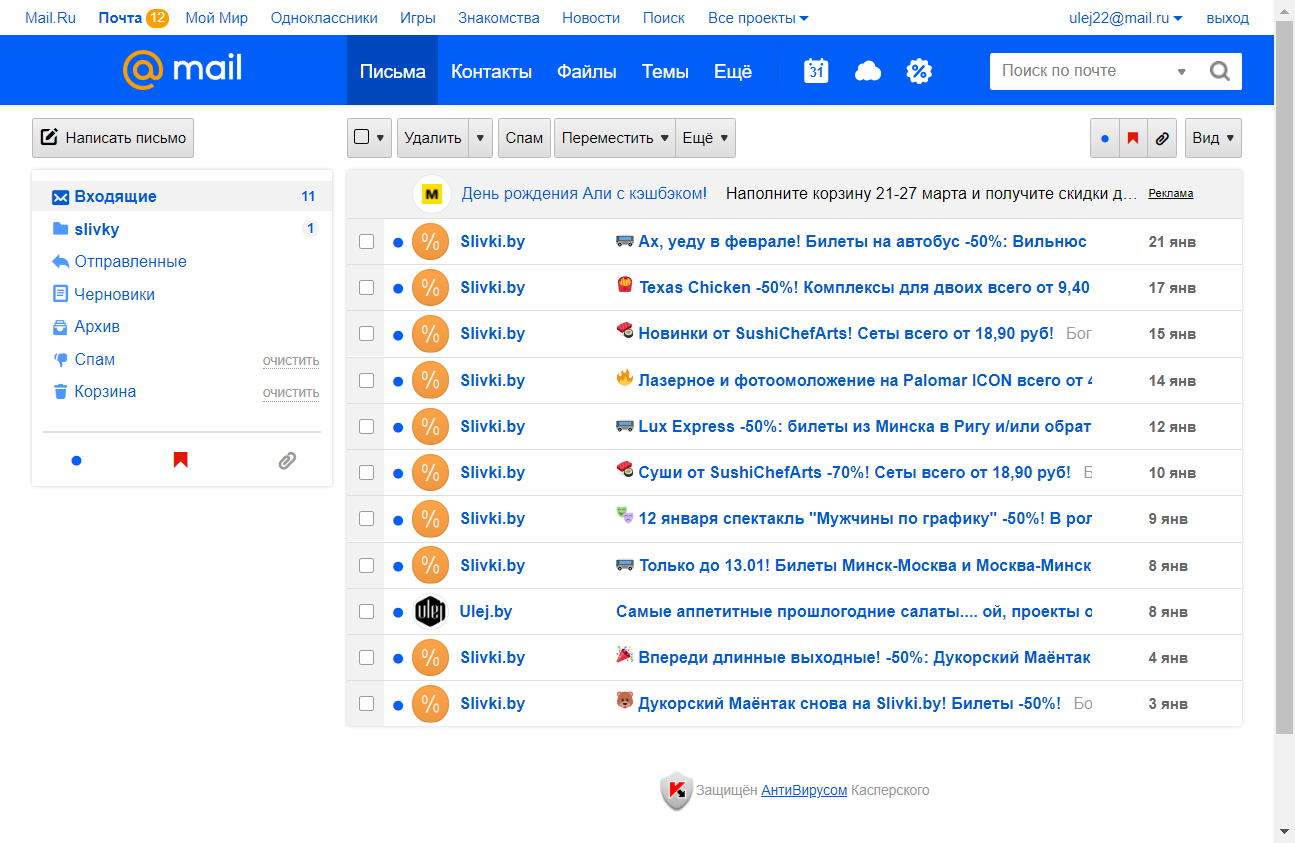 Mail.Ru Почта 12 Мой Мир Одноклассники Игры Знакомства Новости Поиск Все проекты ulej22@mail.ru выход
@mail Письма Контакты Файлы Темы Ещё 31 % Поиск по почте
Написать письмо Удалить Спам Переместить Ещё Вид
Входящие 11
slivky 1
Отправленные
Черновики
Архив
Спам очистить
Корзина очистить
М День рождения Али с кэшбэком! Наполните корзину 21-27 марта и получите скидки д… Реклама
% Slivki.by Ах, уеду в феврале! Билеты на автобус -50%: Вильнюс 21 янв
% Slivki.by Texas Chicken -50%! Комплексы для двоих всего от 9,40 17 янв
% Slivki.by Новинки от SushiChefArts! Сеты всего от 18,90 руб! Бог 15 янв
% Slivki.by Лазерное и фотоомоложение на Palomar ICON всего от 4 14 янв
% Slivki.by Lux Express -50%: билеты из Минска в Ригу и/или обрат 12 янв
% Slivki.by Суши от SushiChefArts -70%! Сеты всего от 18,90 руб! Б 10 янв
% Slivki.by 12 января спектакль "Мужчины по графику" -50%! В рол 9 янв
% Slivki.by Только до 13.01! Билеты Минск-Москва и Москва-Минск 8 янв
ulej Ulej.by Самые аппетитные прошлогодние салаты.... ой, проекты о 8 янв
% Slivki.by Впереди длинные выходные! -50%: Дукорский Маёнтак 4 янв
% Slivki.by Дукорский Маёнтак снова на Slivki.by! Билеты -50%! Бо 3 янв
Защищён АнтиВирусом Касперского